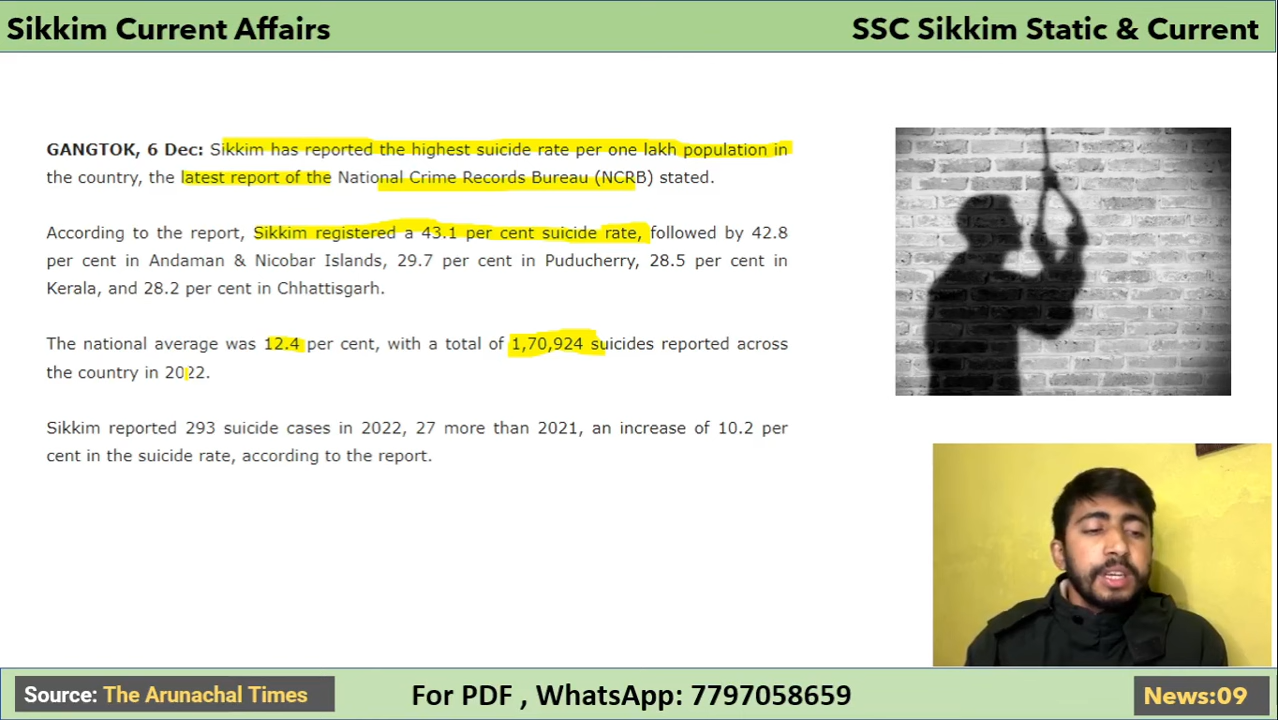 Sikkim Current Affairs
SSC Sikkim Static & Current
GANGTOK, 6 Dec: Sikkim has reported the highest suicide rate per one lakh population in
the country, the latest report of the National Crime Records Bureau (NCRB) stated.
According to the report, Sikkim registered a 43.1 per cent suicide rate, followed by 42.8
per cent in Andaman & Nicobar Islands, 29.7 per cent in Puducherry, 28.5 per cent in
Kerala, and 28.2 per cent in Chhattisgarh.
The national average was 12.4 per cent, with a total of 1,70,924 suicides reported across
the country in 2022.
Sikkim reported 293 suicide cases in 2022, 27 more than 2021, an increase of 10.2 per
cent in the suicide rate, according to the report.
Source: The Arunachal Times
For PDF , WhatsApp: 7797058659
News:09